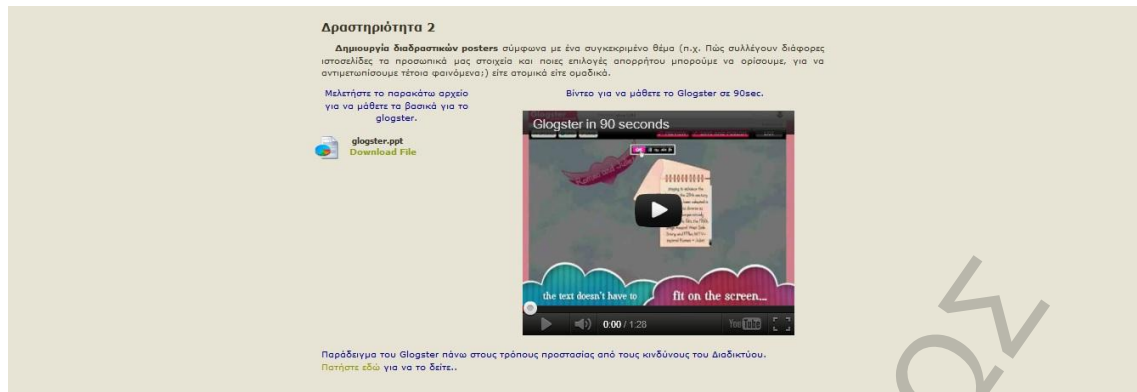 Δραστηριότητα 2
Δημιουργία διαδραστικών posters σύμφωνα με ένα συγκεκριμένο θέμα (π.χ. Πώς συλλέγουν διάφορες
ιστοσελίδες τα προσωπικά μας στοιχεία και ποιες επιλογές απορρήτου μπορούμε να ορίσουμε, για να
αντιμετωπίσουμε τέτοια φαινόμενα;) είτε ατομικά είτε ομαδικά.
Μελετήστε το παρακάτω αρχείο
για να μάθετε τα βασικά για το
glogster.
glogster.ppt
Download File
Βίντεο για να μάθετε το Glogster σε 90sec.
Glogster in 90 seconds
the text doesn't have to
fit on the screen...
0:00 / 1:28
YouTube
Παράδειγμα του Glogster πάνω στους τρόπους προστασίας από τους κινδύνους του Διαδικτύου.
Πατήστε εδώ για να το δείτε..
ΩΣ